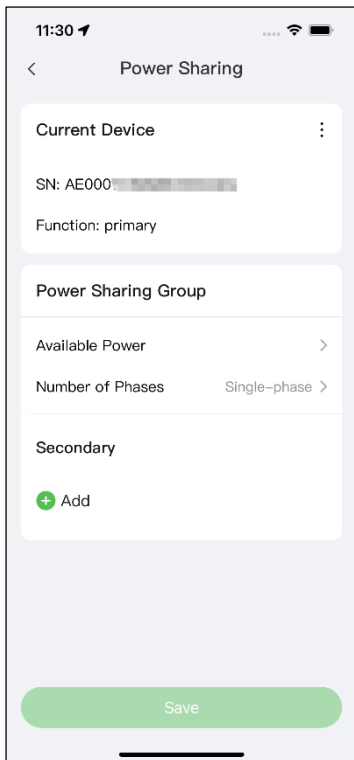 11:30
Power Sharing
Current Device
SN: AE000
Function: primary
Power Sharing Group
Available Power
Number of Phases Single-phase
Secondary
Add
Save